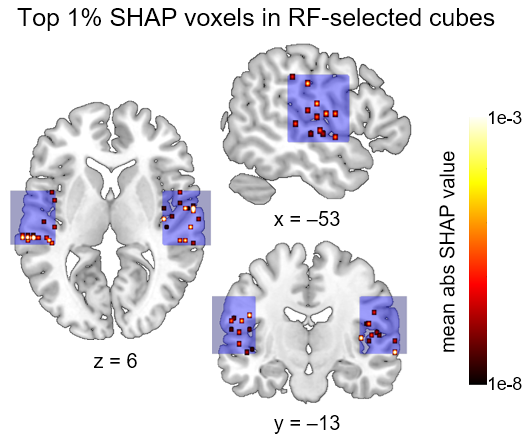 Top 1% SHAP voxels in RF-selected cubes
1e-3
mean abs SHAP value
x = –53
z = 6
1e-8
y = –13